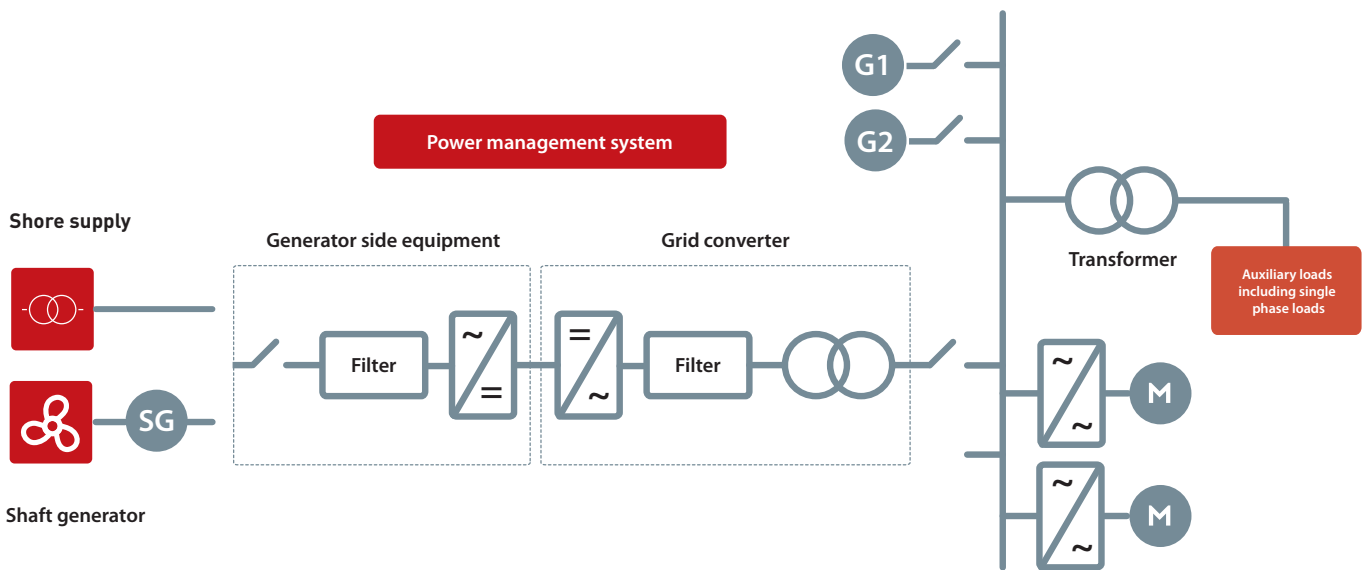 G1
G2
Power management system
Shore supply
Generator side equipment
Grid converter
Transformer
Auxiliary loads
including single
phase loads
~
=
=
~
Filter
Filter
~
~
M
SG
Shaft generator
~
~
M